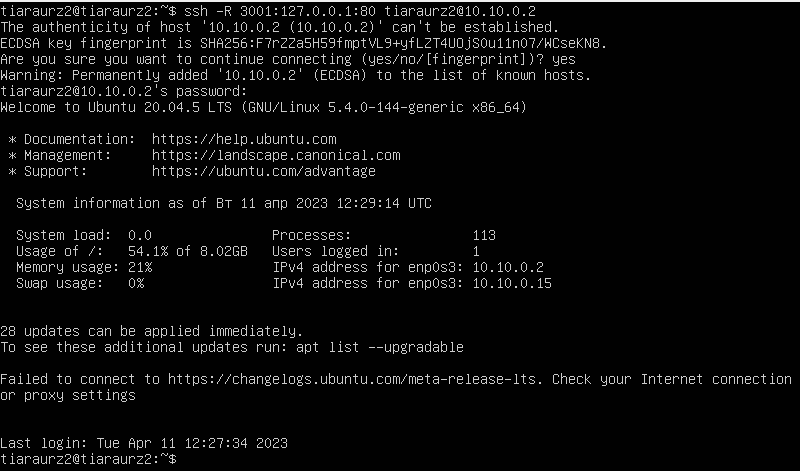 tiaraurz2@tiaraurz2:~$ ssh -R 3001:127.0.0.1:80 tiaraurz2@10.10.0.2
The authenticity of host '10.10.0.2 (10.10.0.2)' can't be established.
ECDSA key fingerprint is SHA256:F7rZZa5H59fmptVL9+yfLZT4UOjSOu11n07/WCseKN8.
Are you sure you want to continue connecting (yes/no/[fingerprint])? yes
Warning: Permanently added '10.10.0.2' (ECDSA) to the list of known hosts.
tiaraurz2@10.10.0.2's password:
Welcome to Ubuntu 20.04.5 LTS (GNU/Linux 5.4.0-144-generic x86_64)
* Documentation:  https://help.ubuntu.com
* Management:     https://landscape.canonical.com
* Support:        https://ubuntu.com/advantage
System information as of Вт 11 апр 2023 12:29:14 UTC
System load:  0.0               Processes:               113
Usage of /:   54.1% of 8.02GB   Users logged in:         1
Memory usage: 21%               IPv4 address for enp0s3: 10.10.0.2
Swap usage:   0%                IPv4 address for enp0s3: 10.10.0.15
28 updates can be applied immediately.
To see these additional updates run: apt list --upgradable
Failed to connect to https://changelogs.ubuntu.com/meta-release-lts. Check your Internet connection
or proxy settings
Last login: Tue Apr 11 12:27:34 2023
tiaraurz2@tiaraurz2:~$